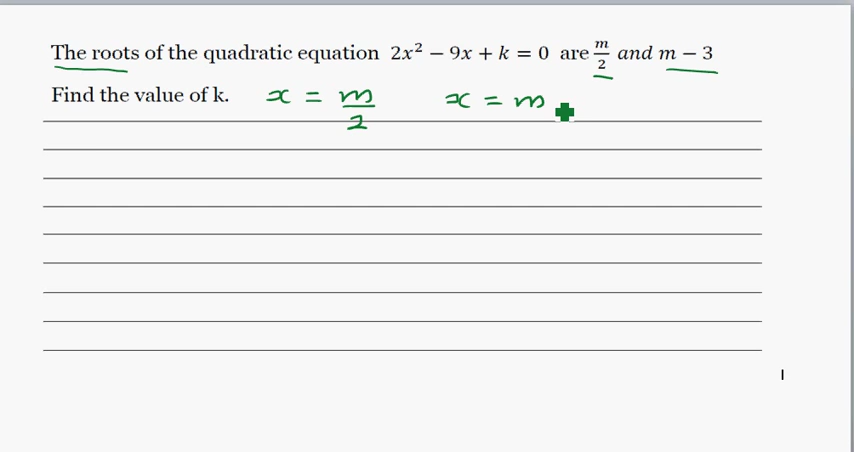 The roots of the quadratic equation 2x² − 9x + k = 0 are m/2 and m − 3
Find the value of k. x = m/2 x = m